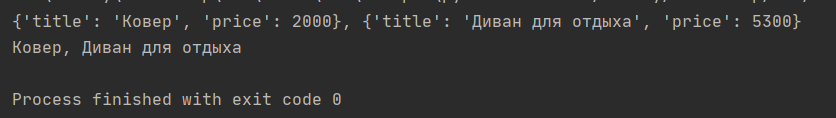 {'title': 'Ковер', 'price': 2000}, {'title': 'Диван для отдыха', 'price': 5300}
Ковер, Диван для отдыха
Process finished with exit code 0